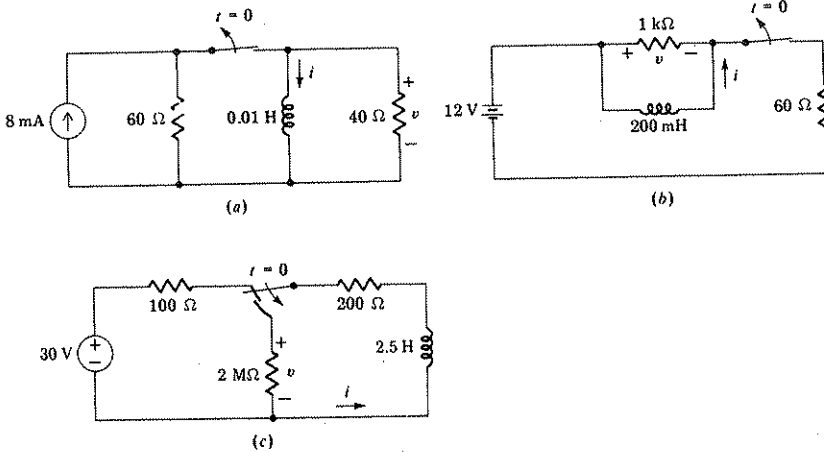 t = 0
8 mA
60 Ω
i
0.01 H
40 Ω
+
v
−
(a)
t = 0
1 kΩ
+
v
−
i
12 V
200 mH
60 Ω
(b)
t = 0
100 Ω
200 Ω
30 V
+
−
2 MΩ
+
v
−
2.5 H
i
(c)